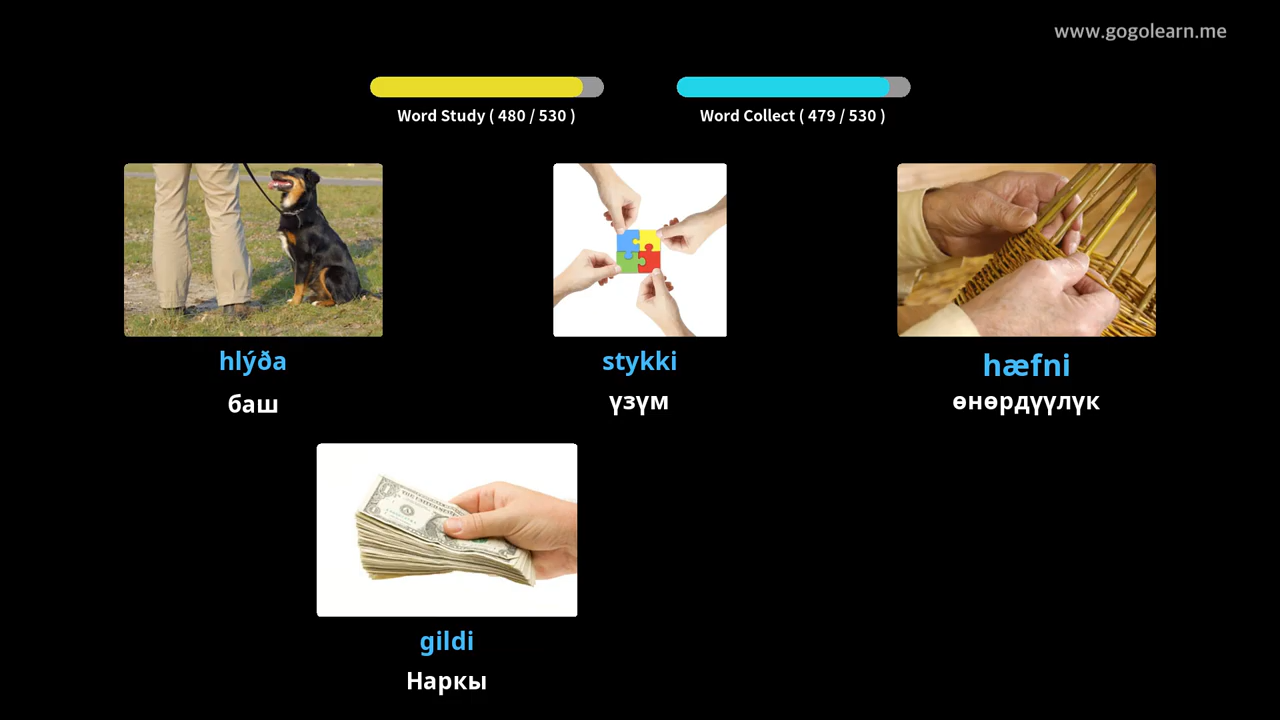 www.gogolearn.me
Word Study ( 480 / 530 )
Word Collect ( 479 / 530 )
hlýða
stykki
hæfni
баш
үзүм
өнөрдүүлүк
gildi
Наркы